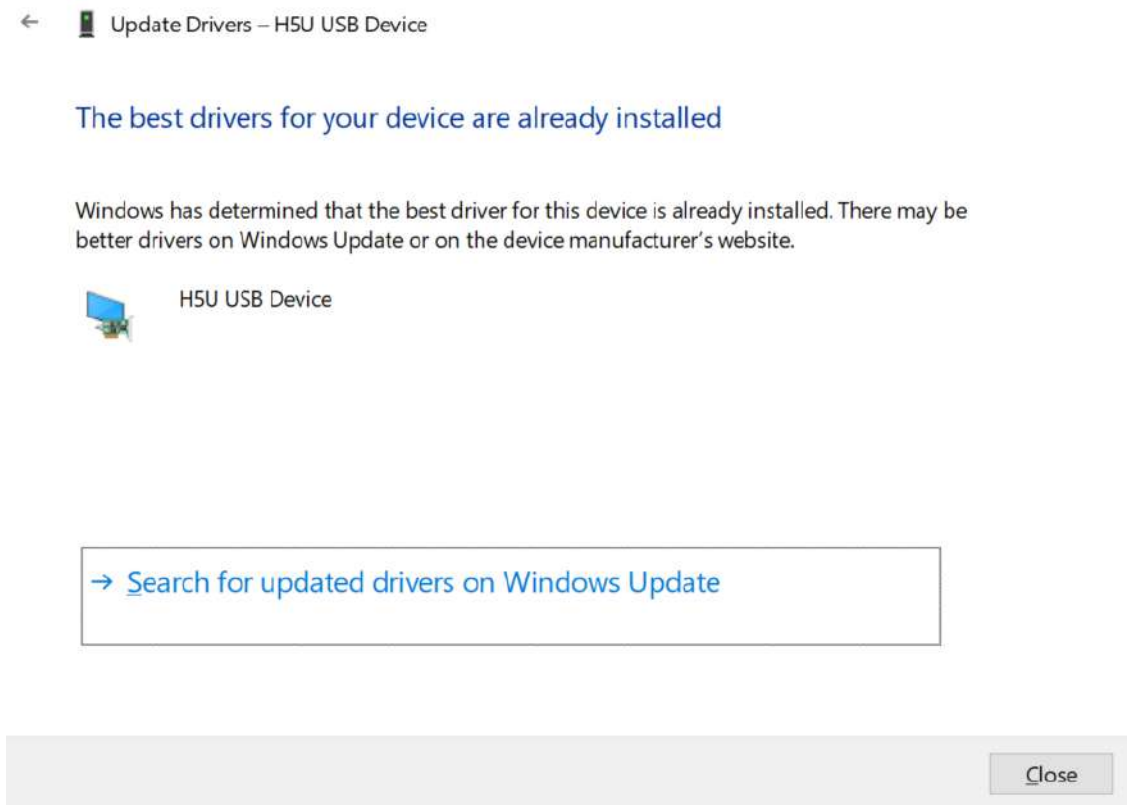 Update Drivers – H5U USB Device
The best drivers for your device are already installed
Windows has determined that the best driver for this device is already installed. There may be
better drivers on Windows Update or on the device manufacturer's website.
H5U USB Device
→ Search for updated drivers on Windows Update
Close